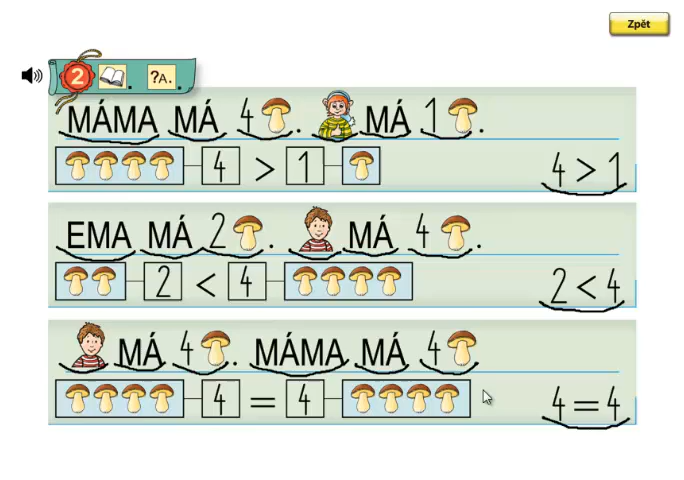 Zpět
2 . ?A. .
MÁMA MÁ 4 . MÁ 1 .
4 > 1 4 > 1
EMA MÁ 2 . MÁ 4 .
2 < 4 2 < 4
MÁ 4 . MÁMA MÁ 4
4 = 4 4 = 4